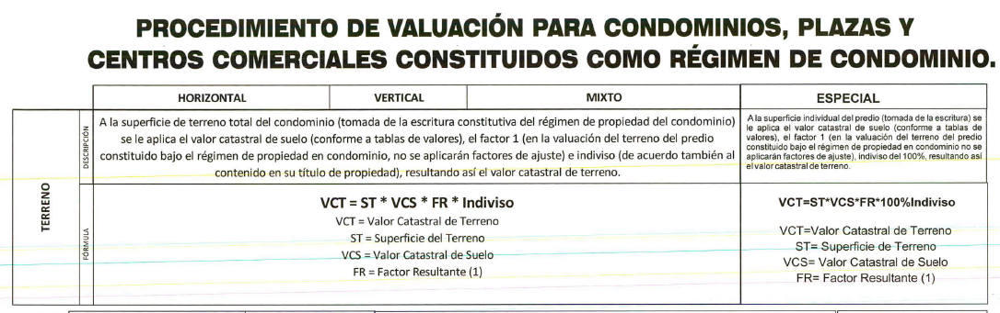 PROCEDIMIENTO DE VALUACIÓN PARA CONDOMINIOS, PLAZAS Y
CENTROS COMERCIALES CONSTITUIDOS COMO RÉGIMEN DE CONDOMINIO.
HORIZONTAL
VERTICAL
MIXTO
ESPECIAL
TERRENO
DESCRIPCIÓN
A la superficie de terreno total del condominio (tomada de la escritura constitutiva del régimen de propiedad del condominio)
se le aplica el valor catastral de suelo (conforme a tablas de valores), el factor 1 (en la valuación del terreno del predio
constituido bajo el régimen de propiedad en condominio, no se aplicarán factores de ajuste) e indiviso (de acuerdo también al
contenido en su título de propiedad), resultando así el valor catastral de terreno.
A la superficie individual del predio (tomada de la escritura) se
le aplica el valor catastral de suelo (conforme a tablas de
valores), el factor 1 (en la valuación del terreno del predio
constituido bajo el régimen de propiedad en condominio no se
aplicarán factores de ajuste), indiviso del 100%, resultando así
el valor catastral de terreno.
FÓRMULA
VCT = ST * VCS * FR * Indiviso
VCT = Valor Catastral de Terreno
ST = Superficie del Terreno
VCS = Valor Catastral de Suelo
FR = Factor Resultante (1)
VCT=ST*VCS*FR*100%Indiviso
VCT=Valor Catastral de Terreno
ST= Superficie de Terreno
VCS= Valor Catastral de Suelo
FR= Factor Resultante (1)